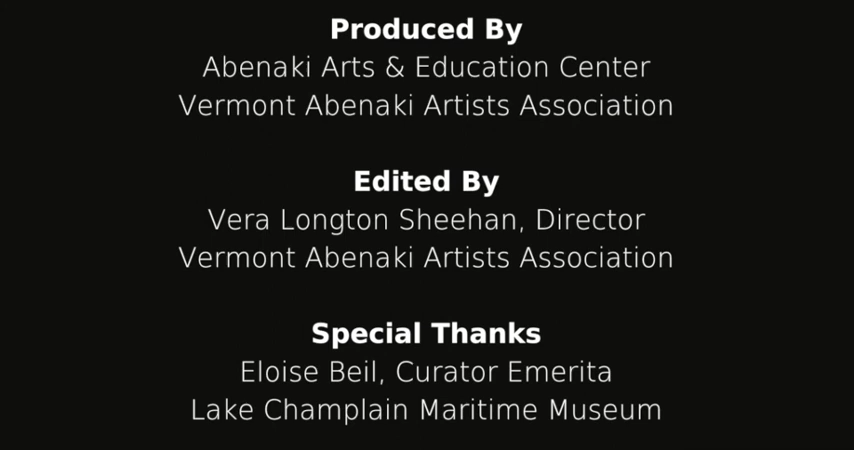 Produced By
Abenaki Arts & Education Center
Vermont Abenaki Artists Association
Edited By
Vera Longton Sheehan, Director
Vermont Abenaki Artists Association
Special Thanks
Eloise Beil, Curator Emerita
Lake Champlain Maritime Museum